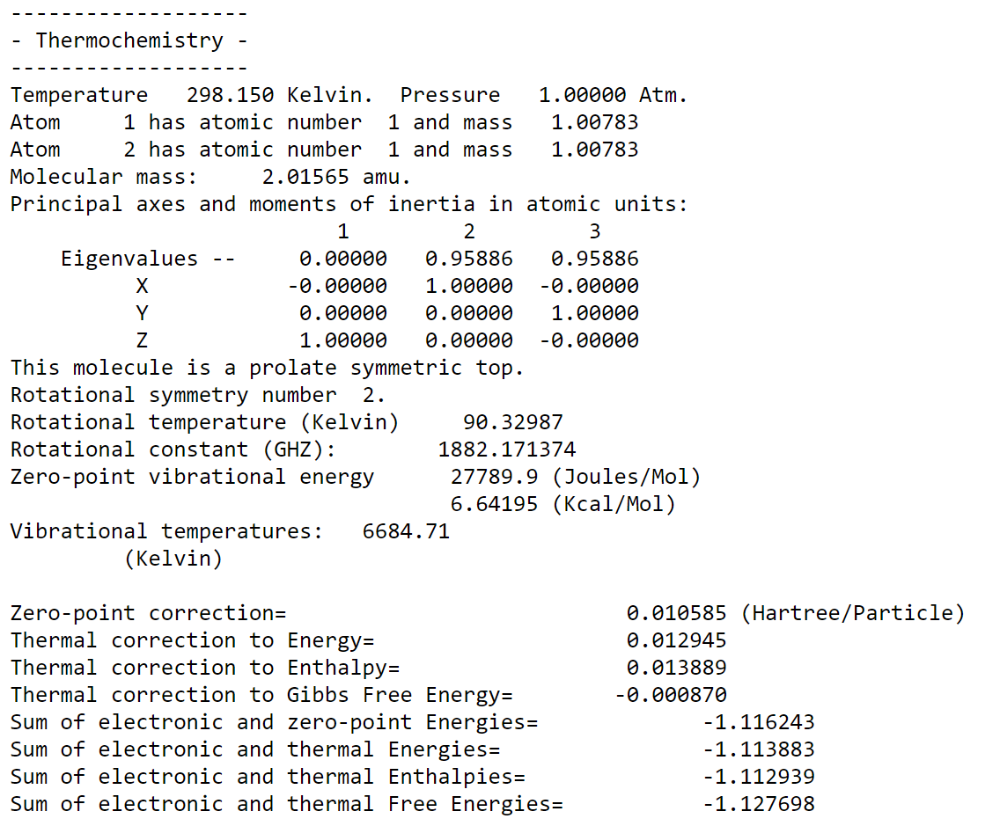 -------------------
- Thermochemistry -
-------------------
Temperature   298.150 Kelvin.  Pressure   1.00000 Atm.
Atom     1 has atomic number  1 and mass   1.00783
Atom     2 has atomic number  1 and mass   1.00783
Molecular mass:     2.01565 amu.
Principal axes and moments of inertia in atomic units:
                          1         2         3
    Eigenvalues --     0.00000   0.95886   0.95886
          X           -0.00000   1.00000  -0.00000
          Y            0.00000   0.00000   1.00000
          Z            1.00000   0.00000  -0.00000
This molecule is a prolate symmetric top.
Rotational symmetry number  2.
Rotational temperature (Kelvin)     90.32987
Rotational constant (GHZ):        1882.171374
Zero-point vibrational energy      27789.9 (Joules/Mol)
                                   6.64195 (Kcal/Mol)
Vibrational temperatures:   6684.71
         (Kelvin)

Zero-point correction=                           0.010585 (Hartree/Particle)
Thermal correction to Energy=                    0.012945
Thermal correction to Enthalpy=                  0.013889
Thermal correction to Gibbs Free Energy=        -0.000870
Sum of electronic and zero-point Energies=             -1.116243
Sum of electronic and thermal Energies=                -1.113883
Sum of electronic and thermal Enthalpies=              -1.112939
Sum of electronic and thermal Free Energies=           -1.127698